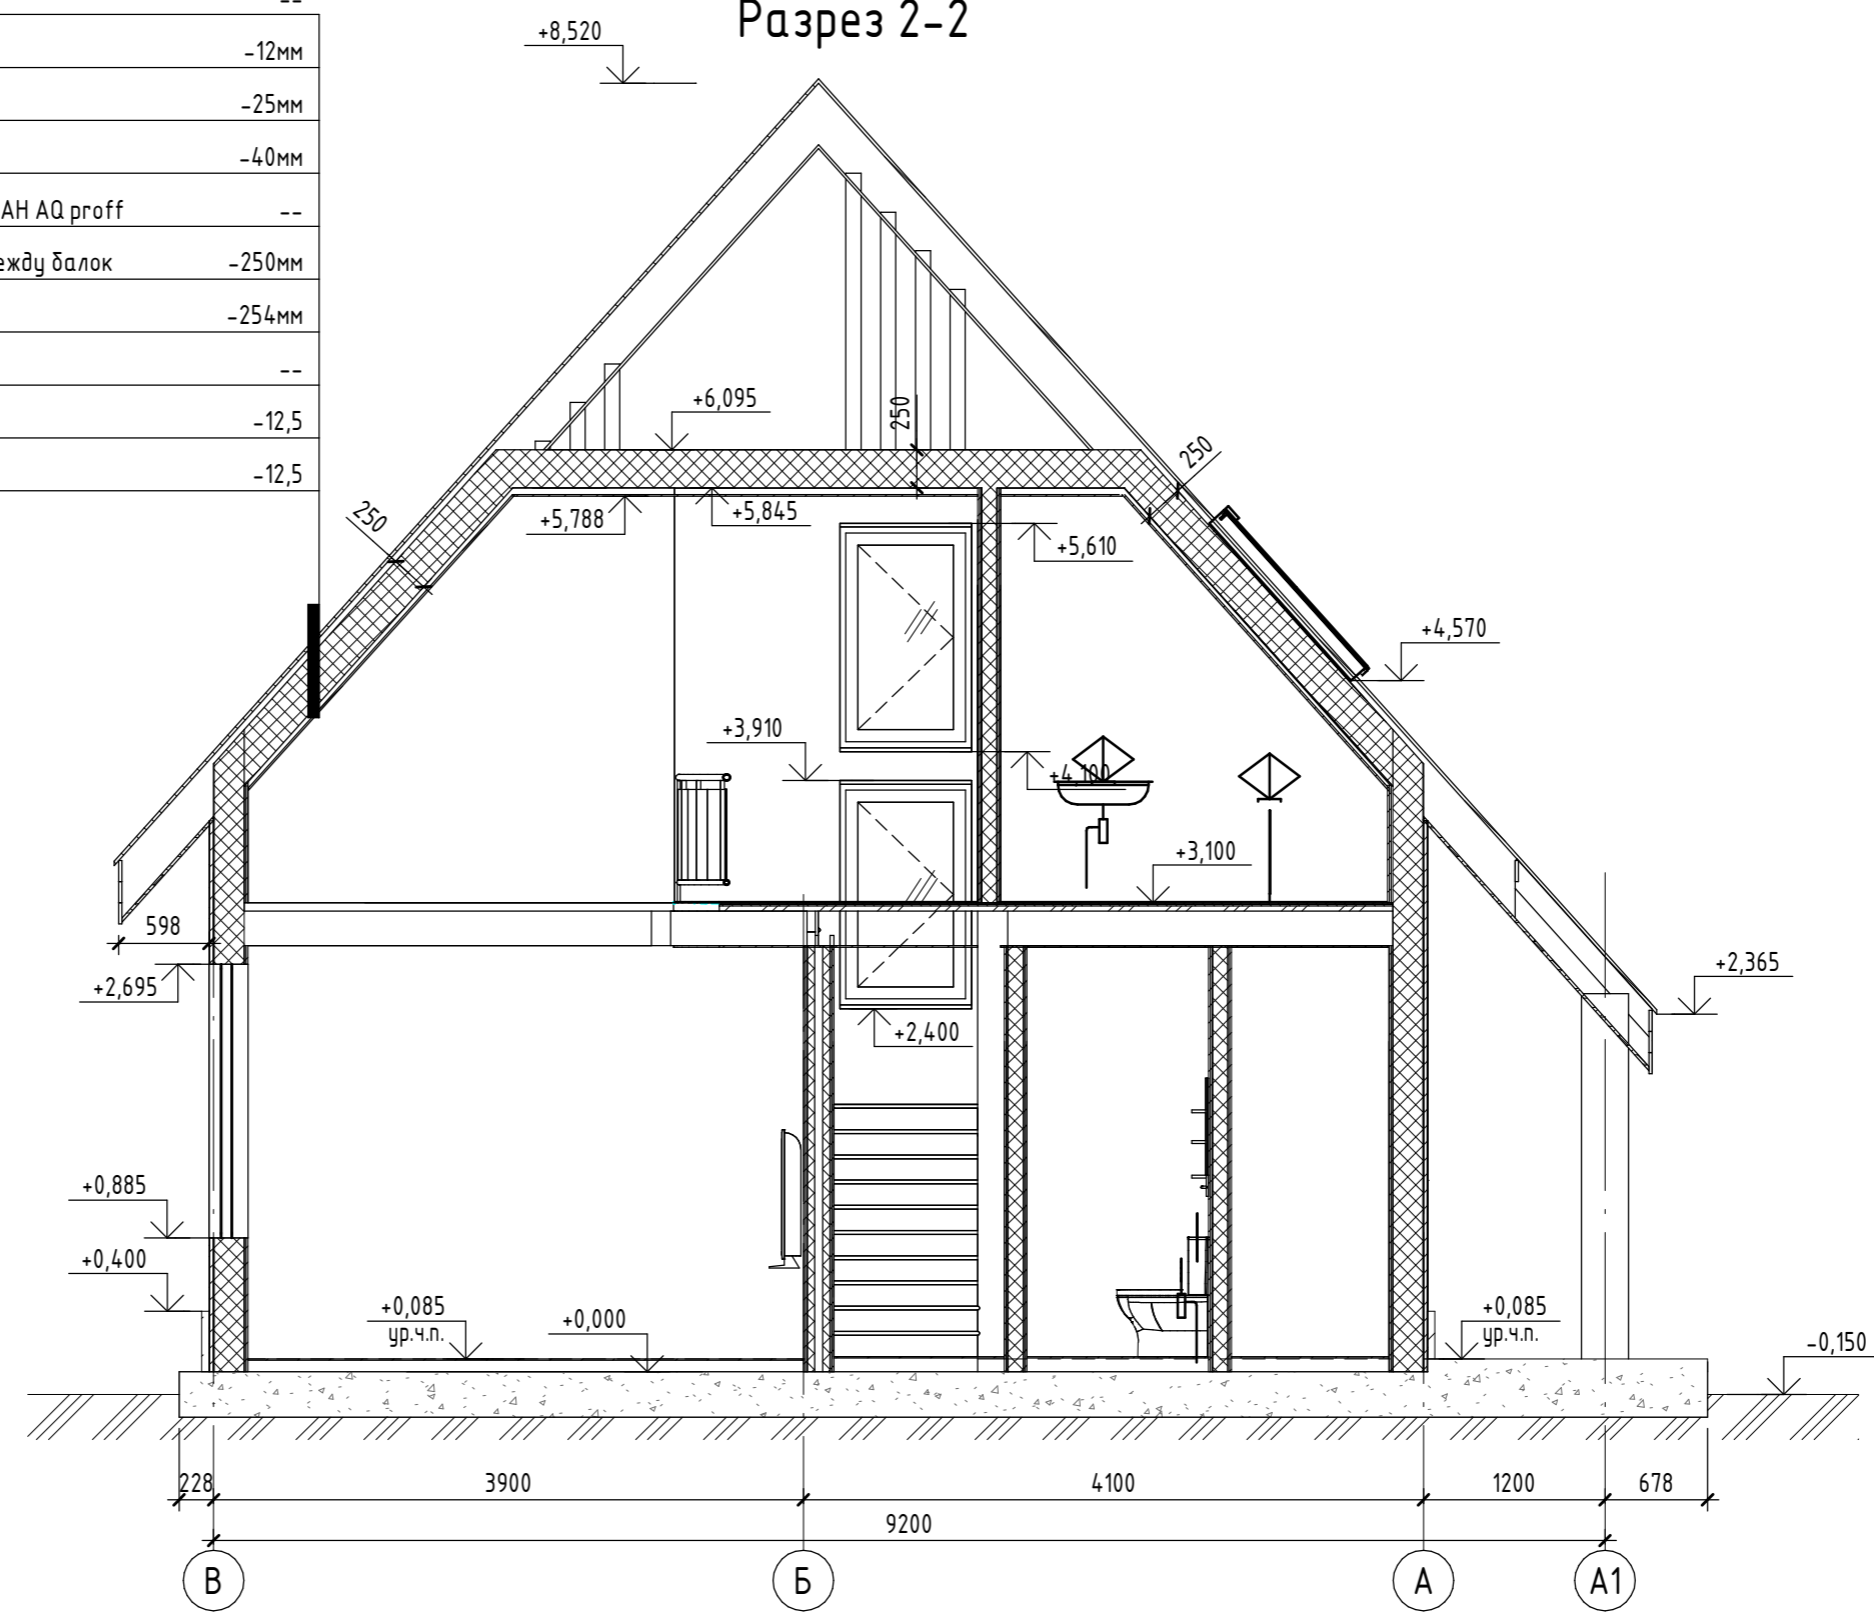 Разрез 2-2
--
-12мм
-25мм
-40мм
АН AQ proff --
ежду балок -250мм
-254мм
--
-12,5
-12,5
+8,520
+6,095
250
250
250
+5,788
+5,845
+5,610
+4,570
+3,910
+4,100
+3,100
598
+2,695
+2,365
+2,400
+0,885
+0,400
+0,085
ур.ч.п.
+0,000
+0,085
ур.ч.п.
-0,150
228
3900
4100
1200
678
9200
В
Б
А
А1